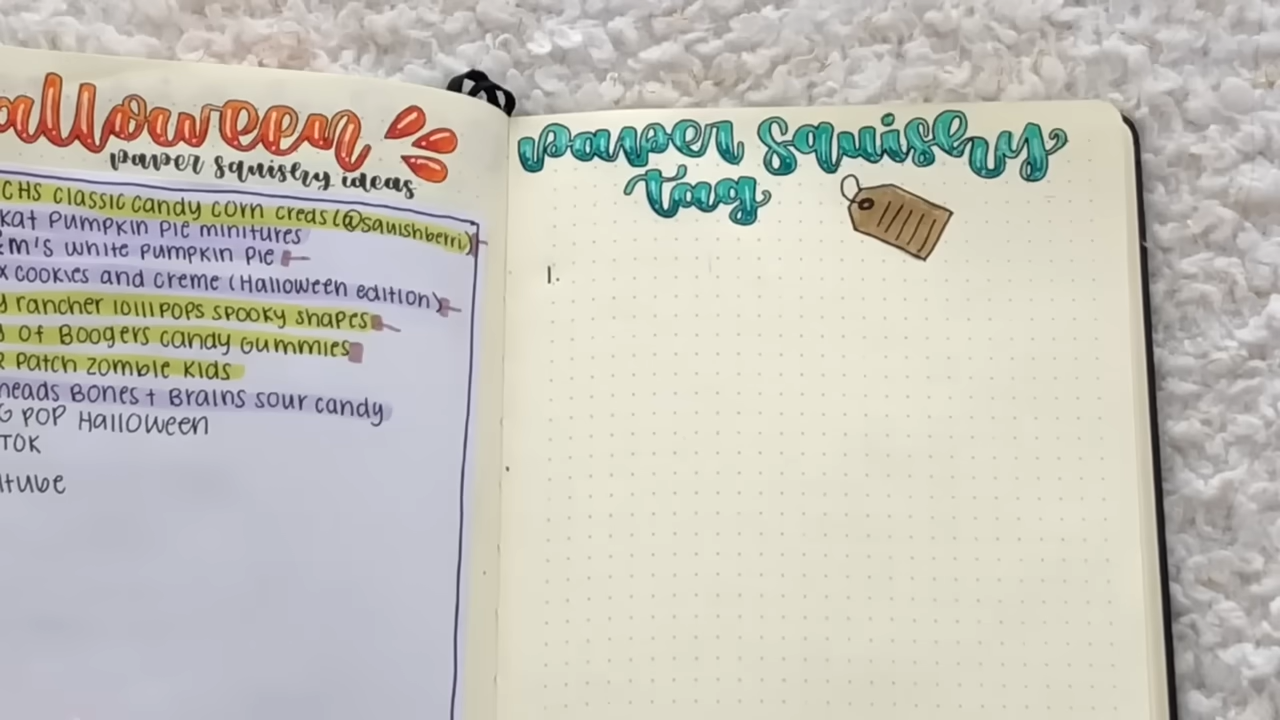 alloween
paper squishy ideas
CHS classic candy corn creds (@squishberri)
kat Pumpkin Pie minitures
m's white Pumpkin Pie
x cookies and creme (Halloween edition)
y rancher lollipops spooky shapes
of Boogers candy Gummies
Patch Zombie Kids
heads Bones + Brains sour candy
G POP Halloween
TOK
tube
paper squishy
tag
1.